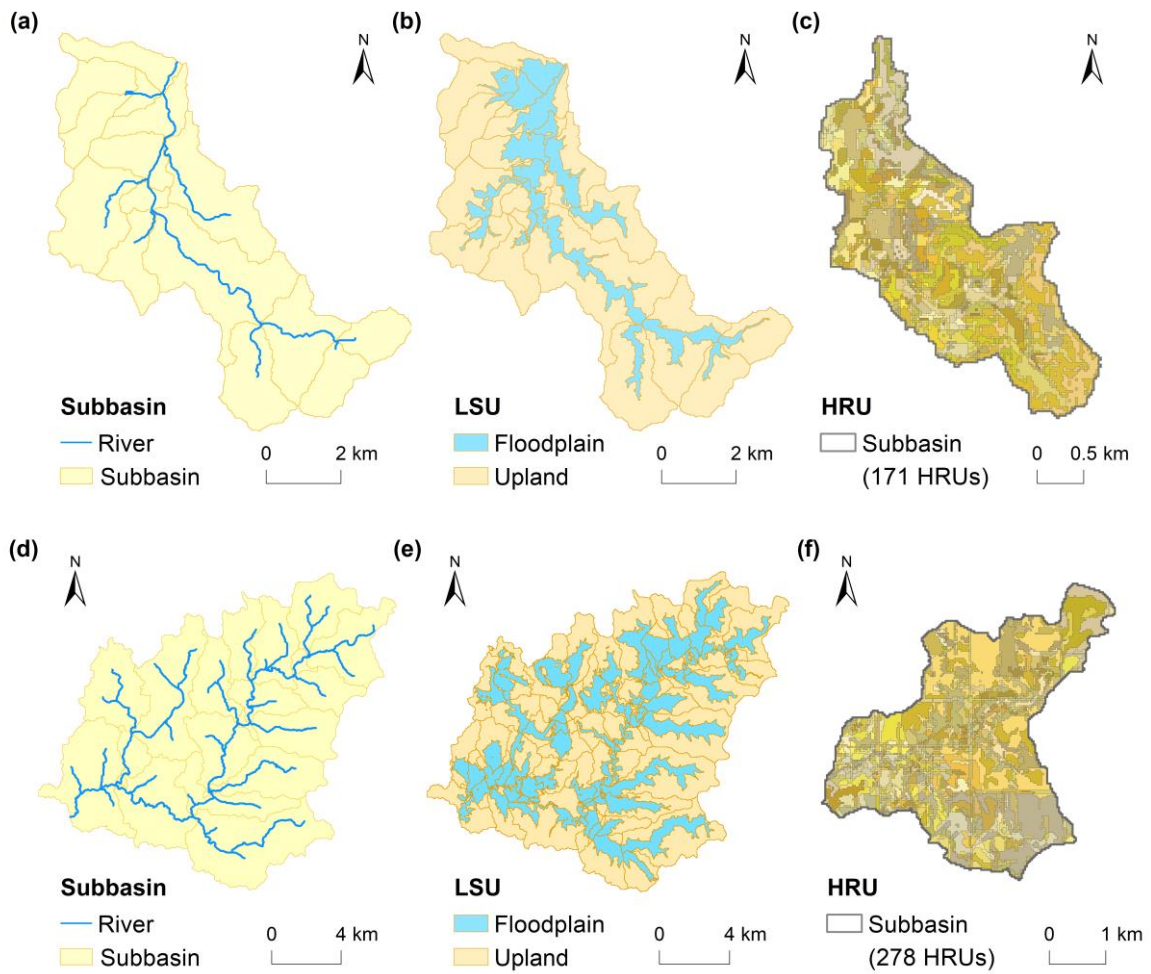 (a)
N
Subbasin
River
Subbasin
0 2 km
(b)
N
LSU
Floodplain
Upland
0 2 km
(c)
N
HRU
Subbasin
(171 HRUs)
0 0.5 km
(d)
N
Subbasin
River
Subbasin
0 4 km
(e)
N
LSU
Floodplain
Upland
0 4 km
(f)
N
HRU
Subbasin
(278 HRUs)
0 1 km